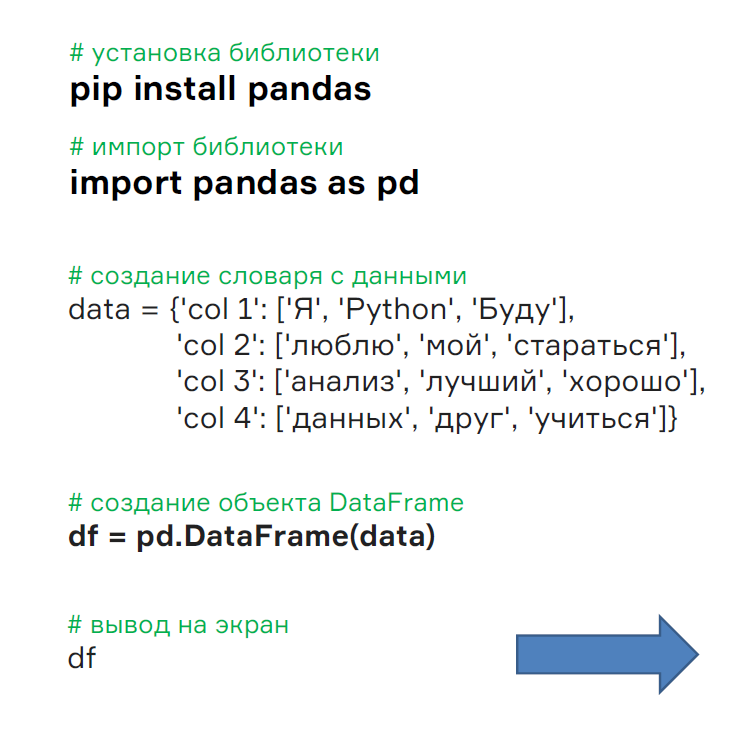 # установка библиотеки
pip install pandas
# импорт библиотеки
import pandas as pd
# создание словаря с данными
data = {'col 1': ['Я', 'Python', 'Буду'],
'col 2': ['люблю', 'мой', 'стараться'],
'col 3': ['анализ', 'лучший', 'хорошо'],
'col 4': ['данных', 'друг', 'учиться']}
# создание объекта DataFrame
df = pd.DataFrame(data)
# вывод на экран
df